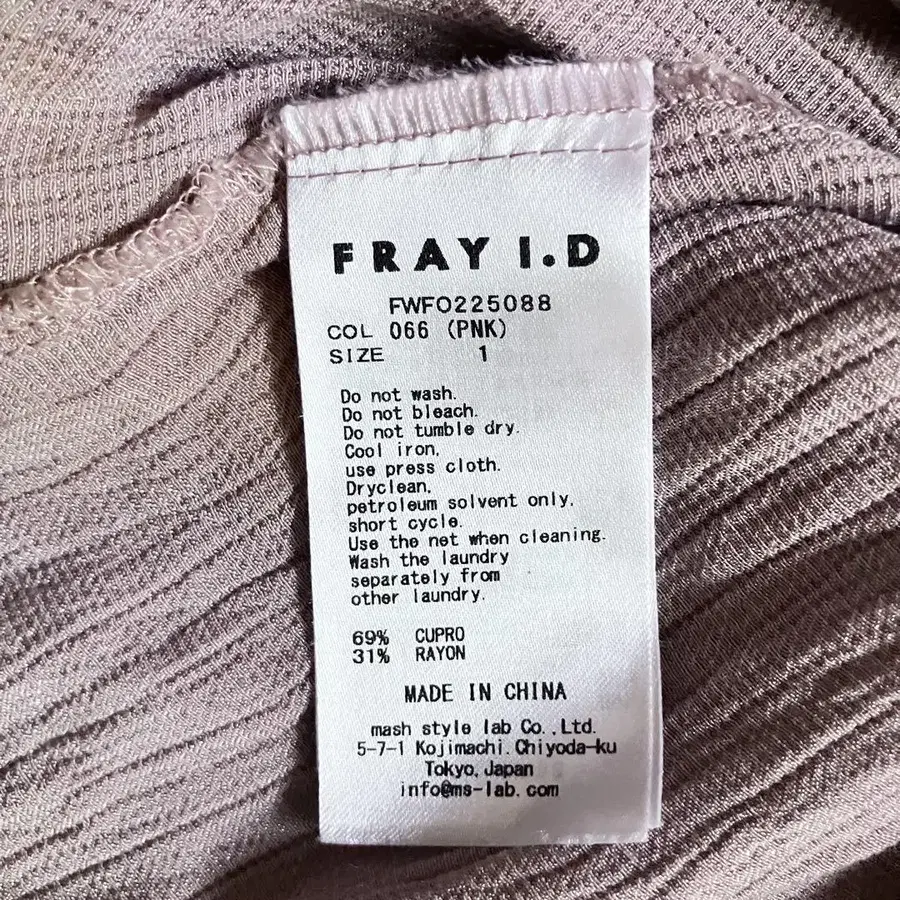 FRAY I.D
FWFO225088
COL 066 (PNK)
SIZE 1
Do not wash.
Do not bleach.
Do not tumble dry.
Cool iron,
use press cloth.
Dryclean,
petroleum solvent only,
short cycle.
Use the net when cleaning.
Wash the laundry
separately from
other laundry.
69% CUPRO
31% RAYON
MADE IN CHINA
mash style lab Co.,Ltd.
5-7-1 Kojimachi.Chiyoda-ku
Tokyo, Japan
info@ms-lab.com